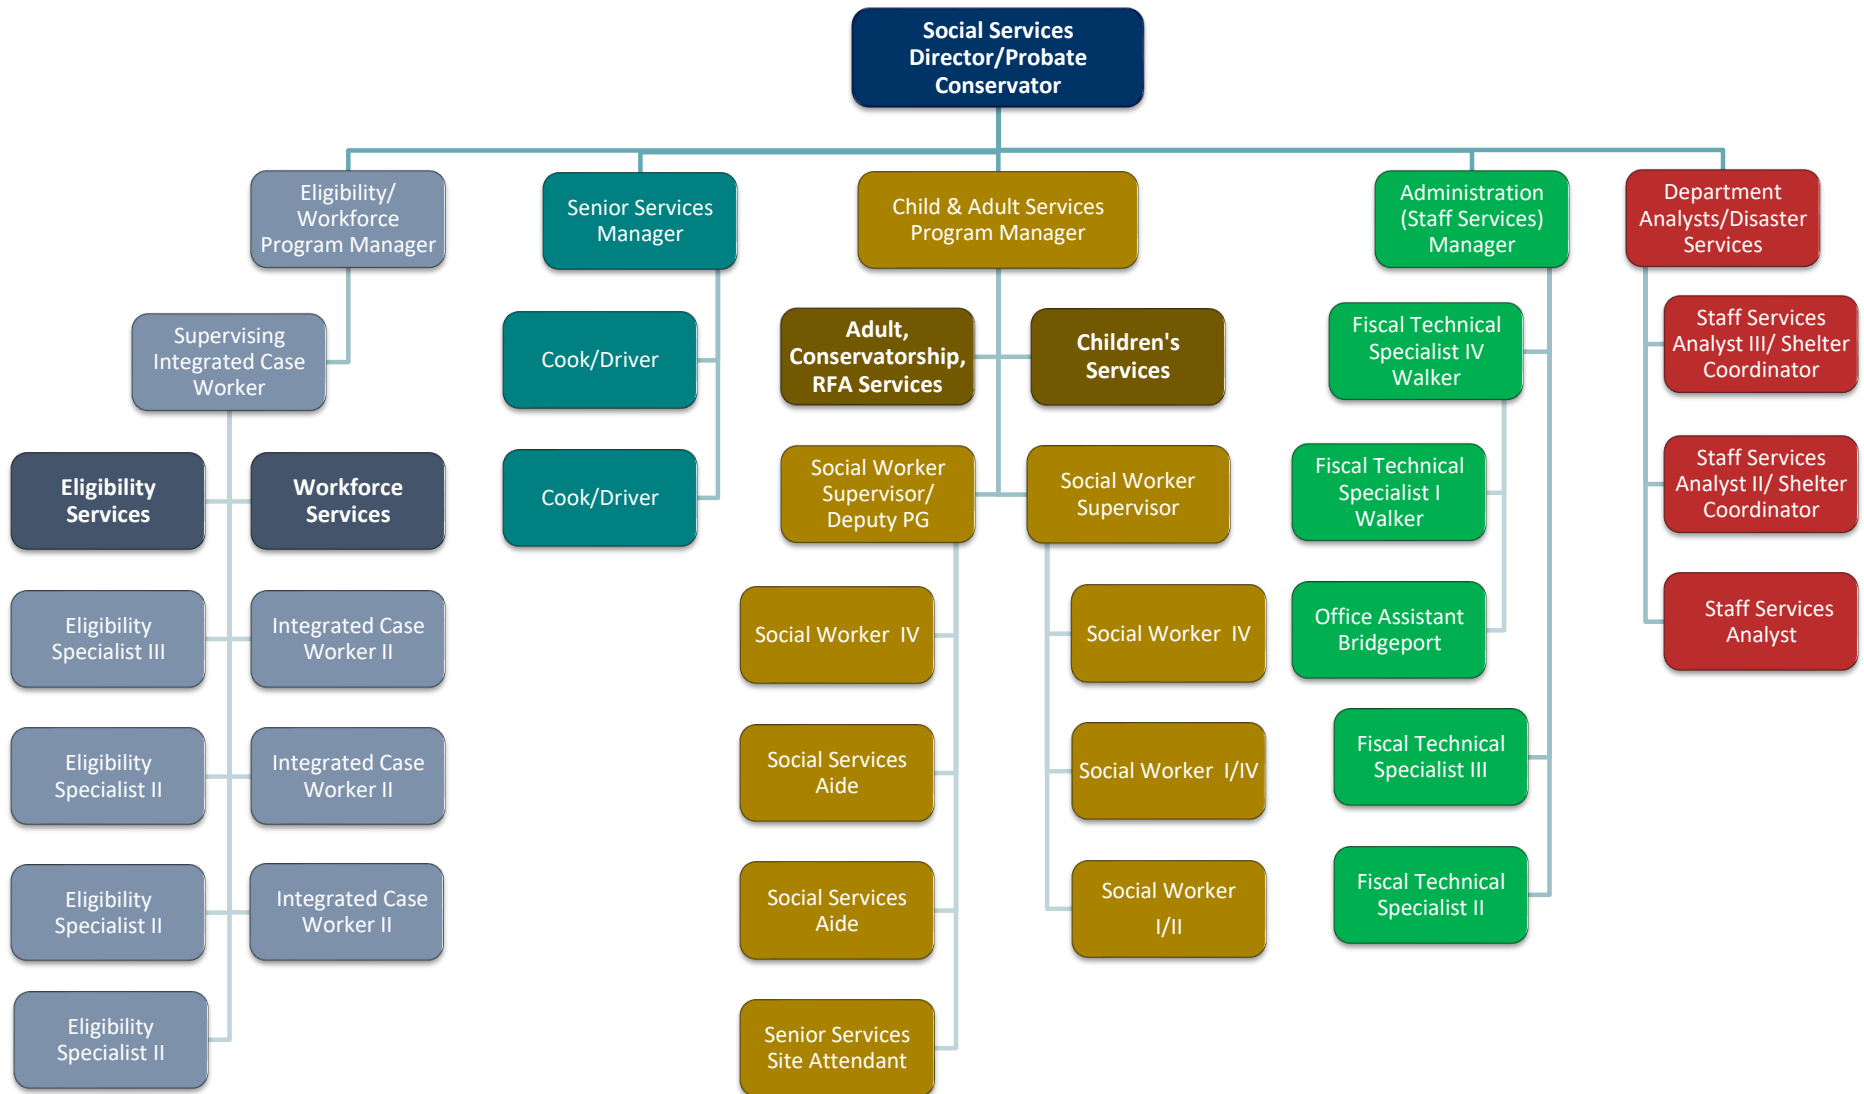 Social Services
Director/Probate
Conservator
Eligibility/
Workforce
Program Manager
Senior Services
Manager
Child & Adult Services
Program Manager
Administration
(Staff Services)
Manager
Department
Analysts/Disaster
Services
Supervising
Integrated Case
Worker
Cook/Driver
Adult,
Conservatorship,
RFA Services
Children's
Services
Fiscal Technical
Specialist IV
Walker
Staff Services
Analyst III/ Shelter
Coordinator
Eligibility
Services
Workforce
Services
Cook/Driver
Social Worker
Supervisor/
Deputy PG
Social Worker
Supervisor
Fiscal Technical
Specialist I
Walker
Staff Services
Analyst II/ Shelter
Coordinator
Eligibility
Specialist III
Integrated Case
Worker II
Social Worker  IV
Social Worker  IV
Office Assistant
Bridgeport
Staff Services
Analyst
Eligibility
Specialist II
Integrated Case
Worker II
Social Services
Aide
Social Worker  I/IV
Fiscal Technical
Specialist III
Eligibility
Specialist II
Integrated Case
Worker II
Social Services
Aide
Social Worker
I/II
Fiscal Technical
Specialist II
Eligibility
Specialist II
Senior Services
Site Attendant